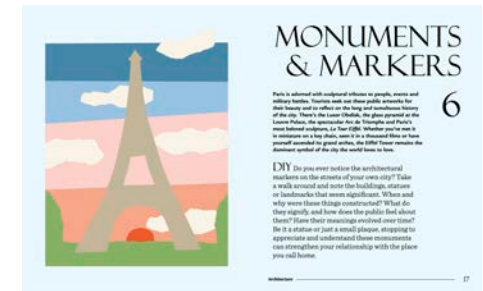 MONUMENTS
& MARKERS
6
Paris is adorned with sculptural tributes to people, events and
military battles. Tourists seek out these public artworks for
their beauty and to reflect on the long and tumultuous history
of the city. There's the Luxor Obelisk, the glass pyramid at the
Louvre Palace, the spectacular Arc de Triomphe and Paris's
most beloved sculpture, La Tour Eiffel. Whether you've met it
in miniature on a key chain, seen it in a thousand films or have
yourself ascended its grand arches, the Eiffel Tower remains the
dominant symbol of the city the world loves to love.
DIY Do you ever notice the architectural
markers on the streets of your own city? Take
a walk around and note the buildings, statues
or landmarks that seem significant. When and
why were these things constructed? What do
they signify, and how does the public feel about
them? Have their meanings evolved over time?
Be it a statue or just a small plaque, stopping to
appreciate and understand these monuments
can strengthen your relationship with the place
you call home.
Architecture
17